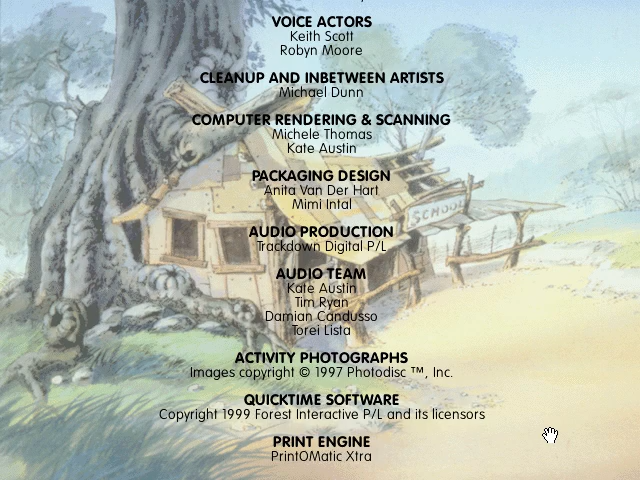 VOICE ACTORS
Keith Scott
Robyn Moore
CLEANUP AND INBETWEEN ARTISTS
Michael Dunn
COMPUTER RENDERING & SCANNING
Michele Thomas
Kate Austin
PACKAGING DESIGN
Anita Van Der Hart
Mimi Intal
SCHOOL
AUDIO PRODUCTION
Trackdown Digital P/L
AUDIO TEAM
Kate Austin
Tim Ryan
Damian Candusso
Torei Lista
ACTIVITY PHOTOGRAPHS
Images copyright © 1997 Photodisc ™, Inc.
QUICKTIME SOFTWARE
Copyright 1999 Forest Interactive P/L and its licensors
PRINT ENGINE
PrintOMatic Xtra